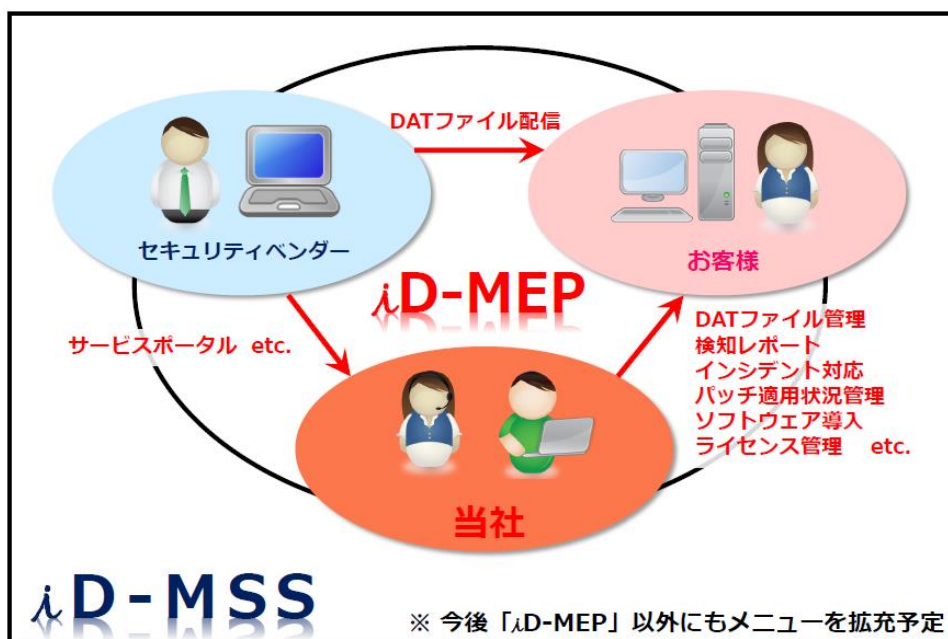 DATファイル配信
セキュリティベンダー
お客様
iD-MEP
サービスポータル etc.
DATファイル管理
検知レポート
インシデント対応
パッチ適用状況管理
ソフトウェア導入
ライセンス管理 etc.
当社
iD-MSS
※ 今後「iD-MEP」以外にもメニューを拡充予定